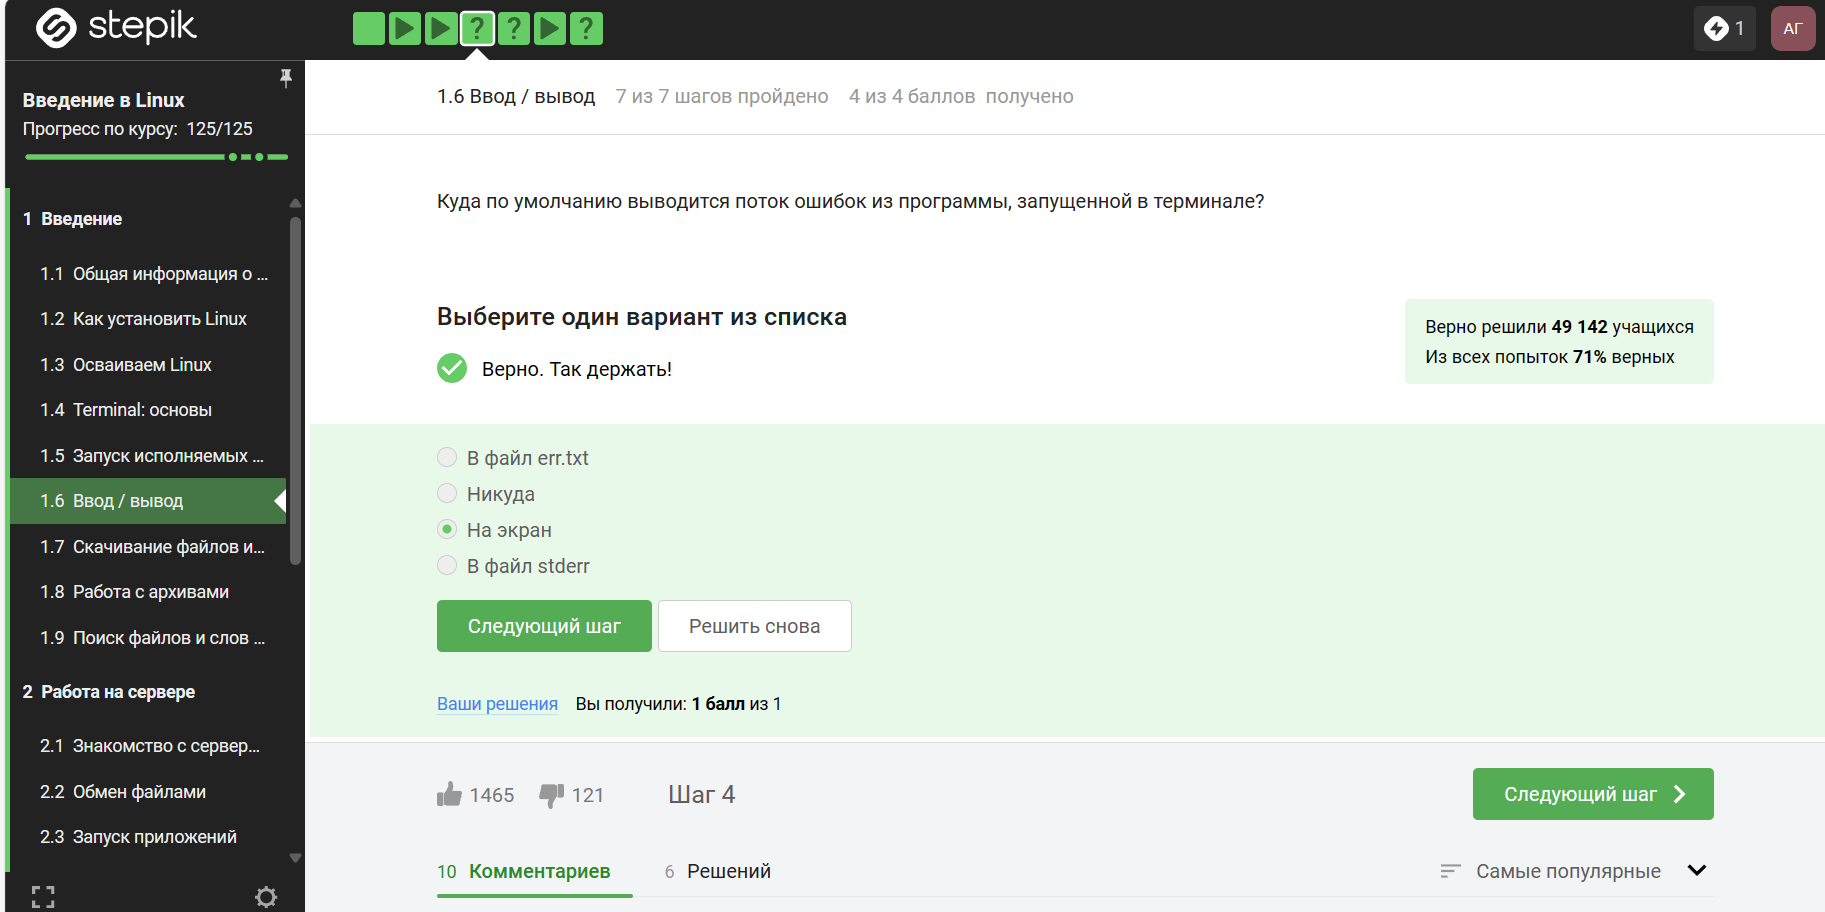 stepik
? ? ?
1
АГ
Введение в Linux
Прогресс по курсу: 125/125
1 Введение
1.1 Общая информация о ...
1.2 Как установить Linux
1.3 Осваиваем Linux
1.4 Terminal: основы
1.5 Запуск исполняемых ...
1.6 Ввод / вывод
1.7 Скачивание файлов и...
1.8 Работа с архивами
1.9 Поиск файлов и слов ...
2 Работа на сервере
2.1 Знакомство с сервер...
2.2 Обмен файлами
2.3 Запуск приложений
1.6 Ввод / вывод 7 из 7 шагов пройдено 4 из 4 баллов получено
Куда по умолчанию выводится поток ошибок из программы, запущенной в терминале?
Выберите один вариант из списка
Верно. Так держать!
Верно решили 49 142 учащихся
Из всех попыток 71% верных
В файл err.txt
Никуда
На экран
В файл stderr
Следующий шаг Решить снова
Ваши решения Вы получили: 1 балл из 1
1465 121 Шаг 4 Следующий шаг
10 Комментариев 6 Решений Самые популярные